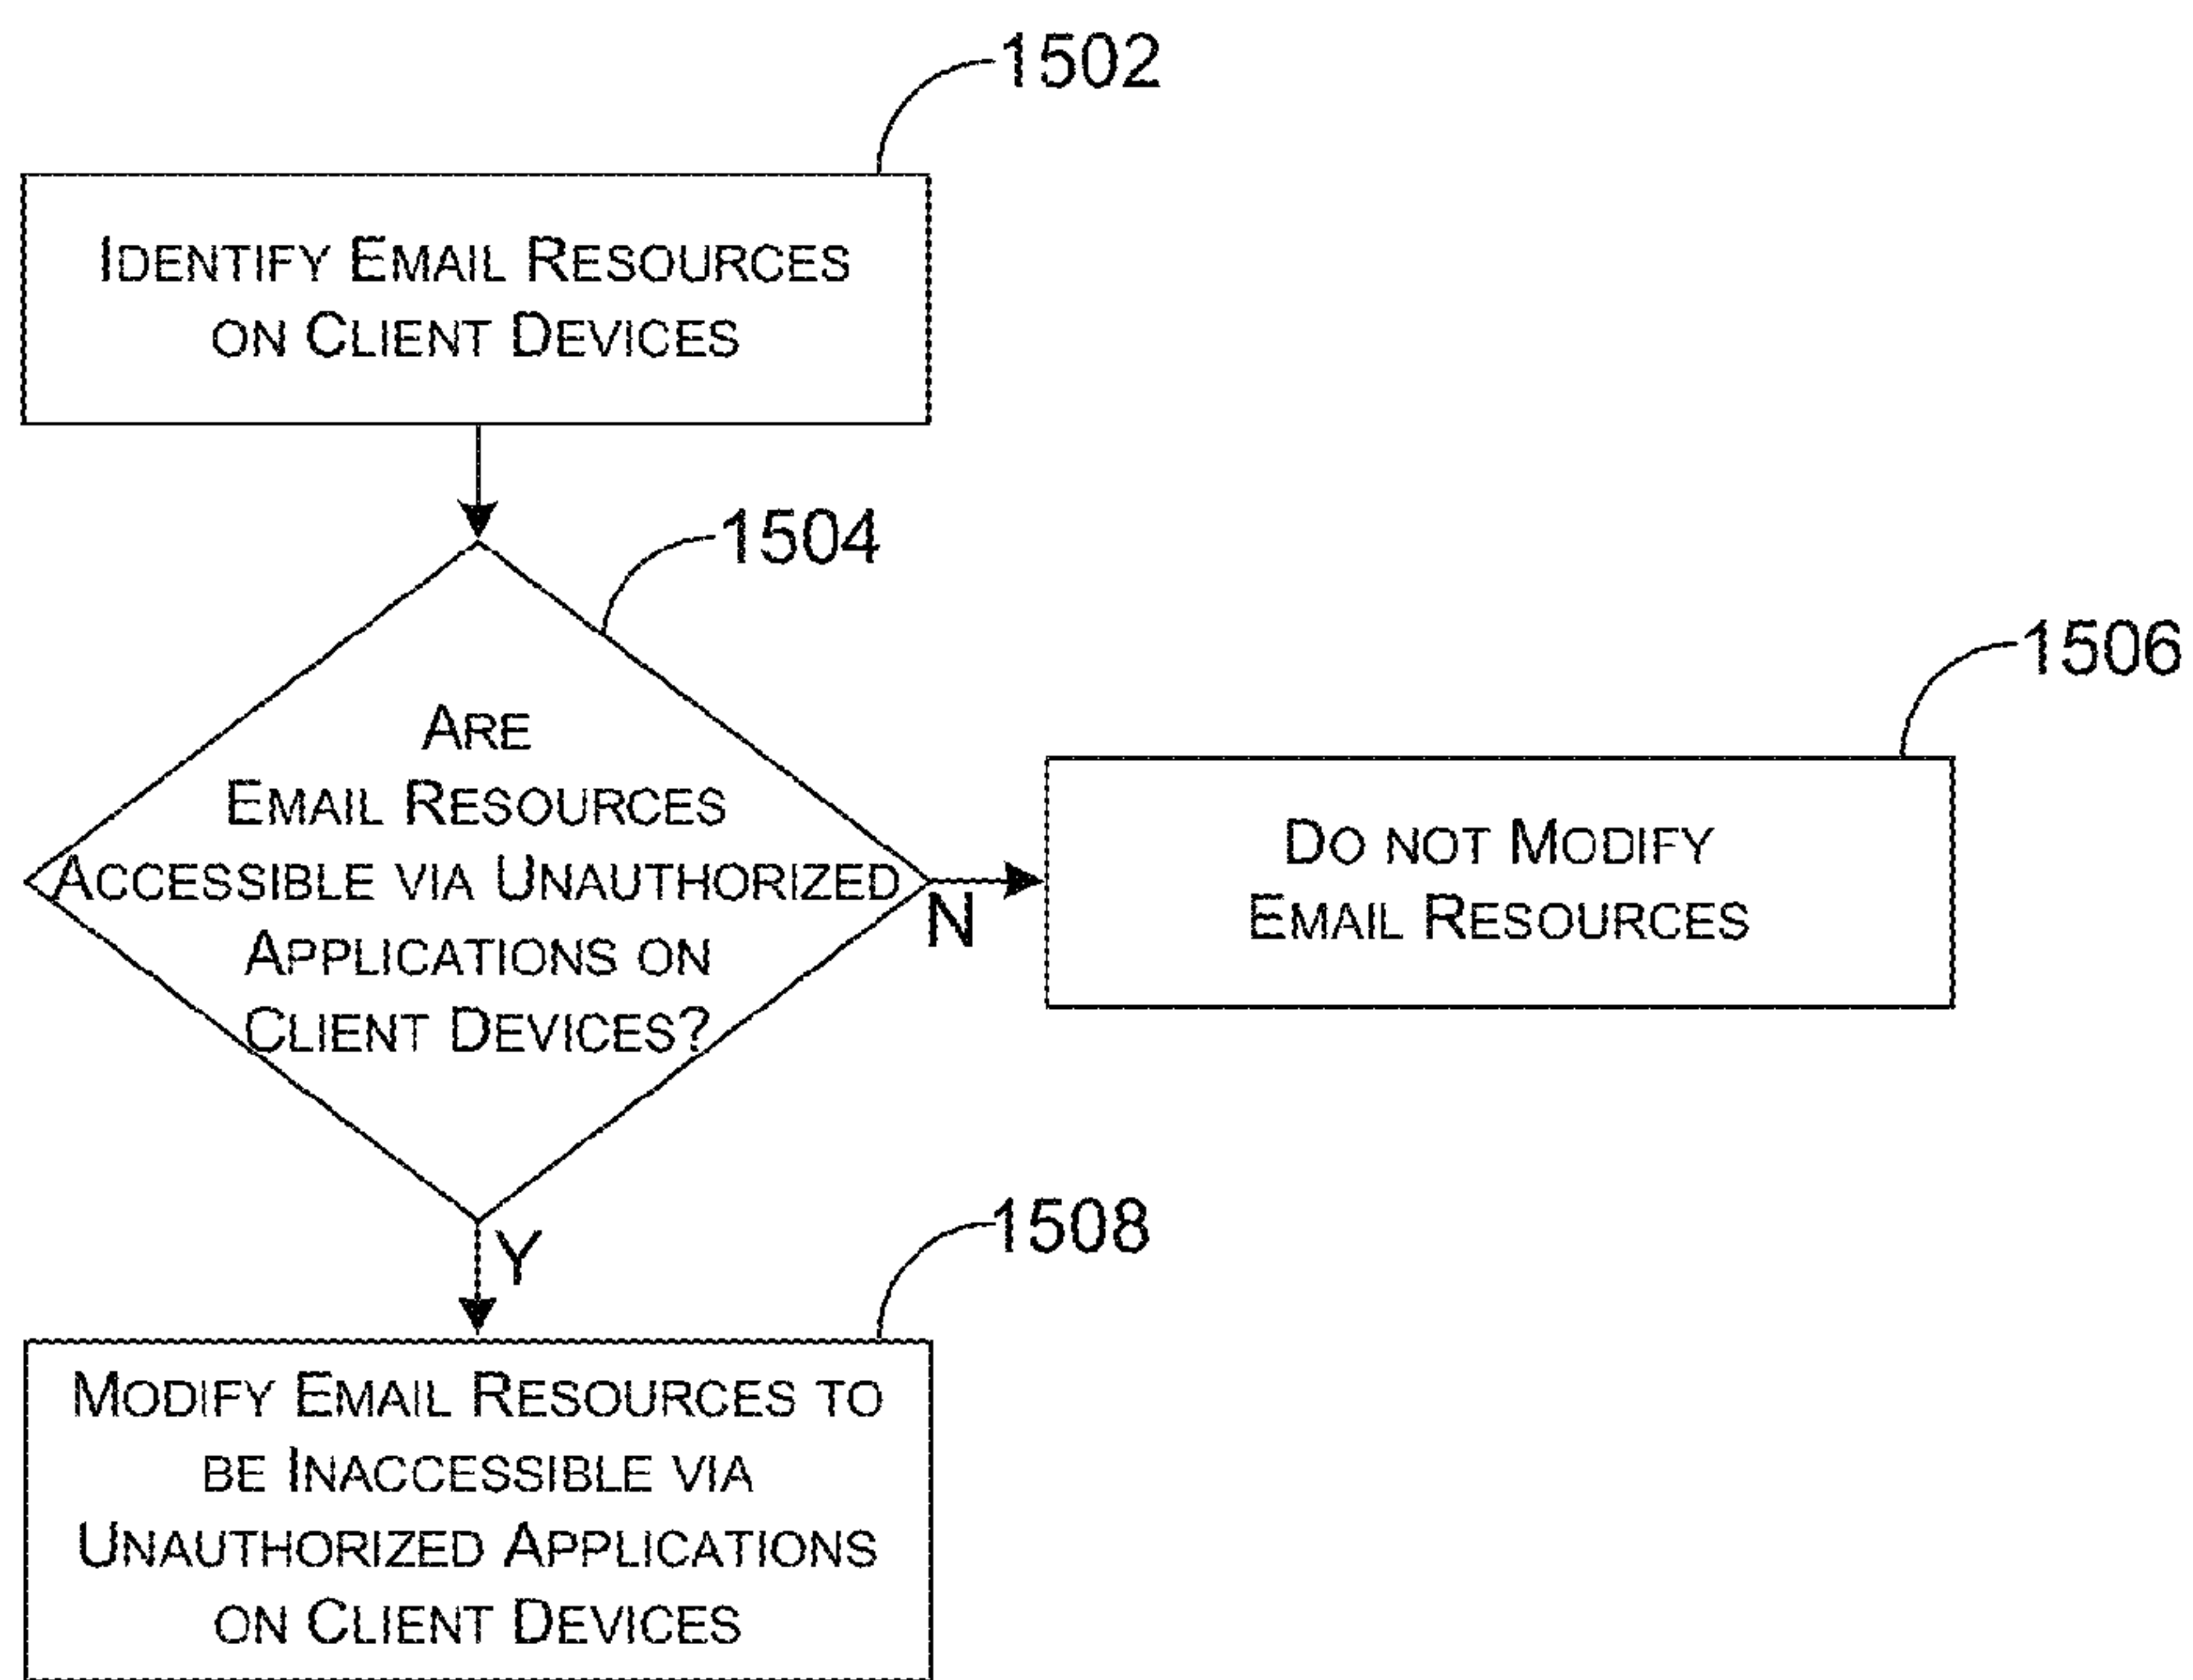 1502
IDENTIFY EMAIL RESOURCES
ON CLIENT DEVICES
1504
ARE
EMAIL RESOURCES
ACCESSIBLE VIA UNAUTHORIZED
APPLICATIONS ON
CLIENT DEVICES?
N
1506
DO NOT MODIFY
EMAIL RESOURCES
Y
1508
MODIFY EMAIL RESOURCES TO
BE INACCESSIBLE VIA
UNAUTHORIZED APPLICATIONS
ON CLIENT DEVICES